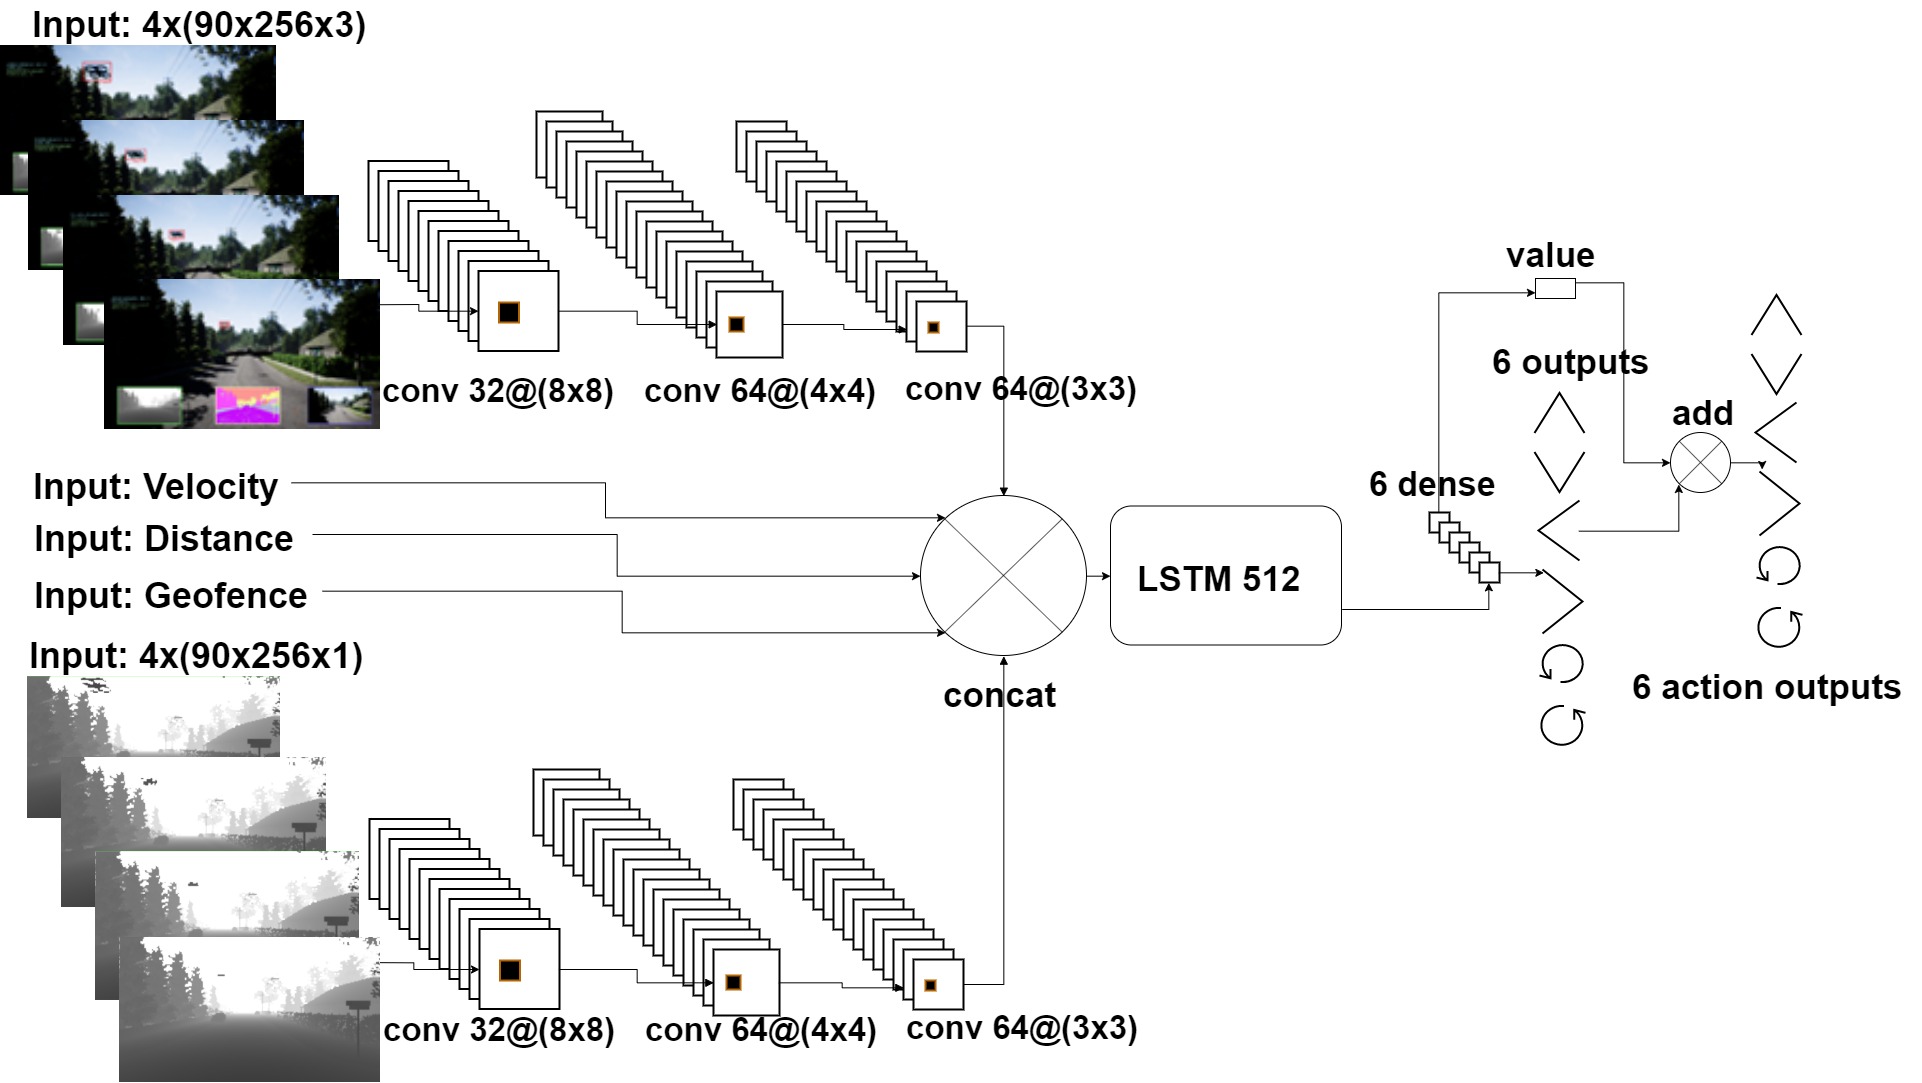 Input: 4x(90x256x3)
conv 32@(8x8)
conv 64@(4x4)
conv 64@(3x3)
Input: Velocity
Input: Distance
Input: Geofence
Input: 4x(90x256x1)
conv 32@(8x8)
conv 64@(4x4)
conv 64@(3x3)
concat
LSTM 512
6 dense
value
6 outputs
add
6 action outputs